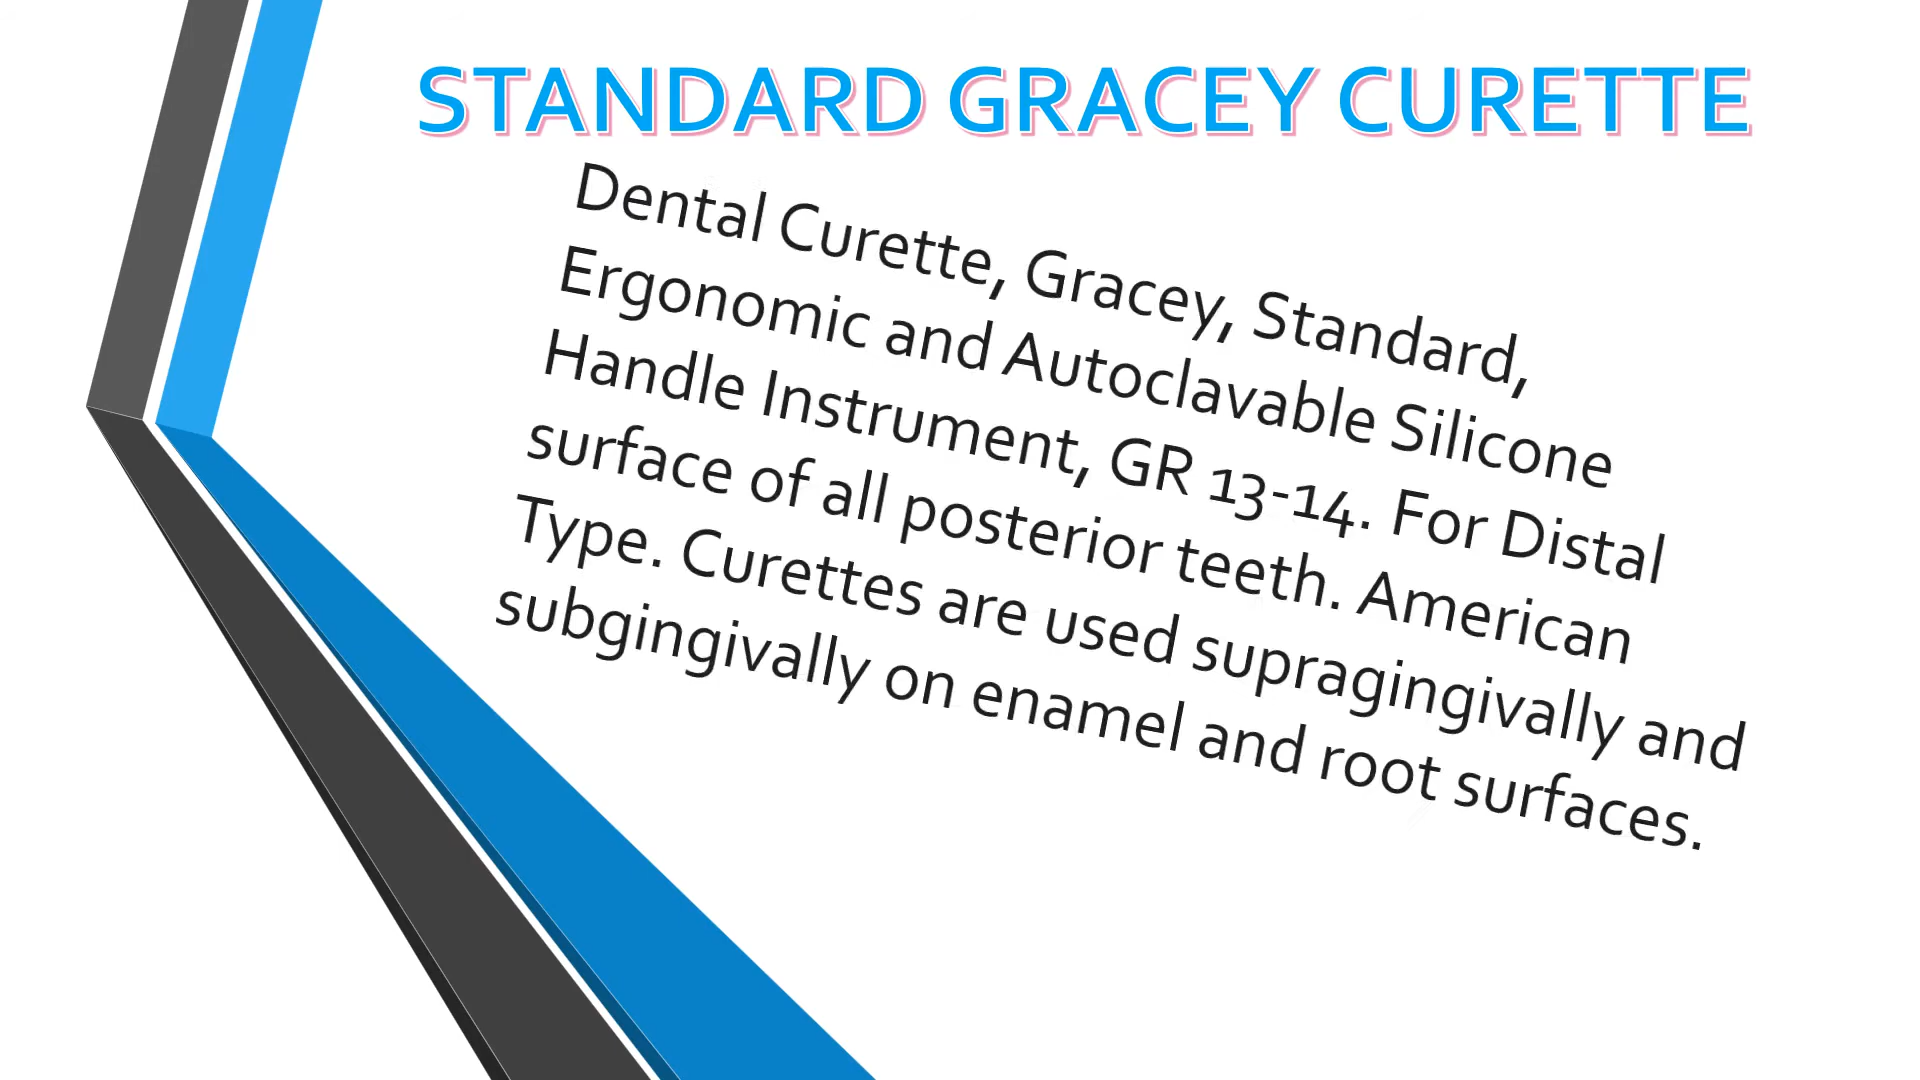 STANDARD GRACEY CURETTE
Dental Curette, Gracey, Standard,
Ergonomic and Autoclavable Silicone
Handle Instrument, GR 13-14. For Distal
surface of all posterior teeth. American
Type. Curettes are used supragingivally and
subgingivally on enamel and root surfaces.